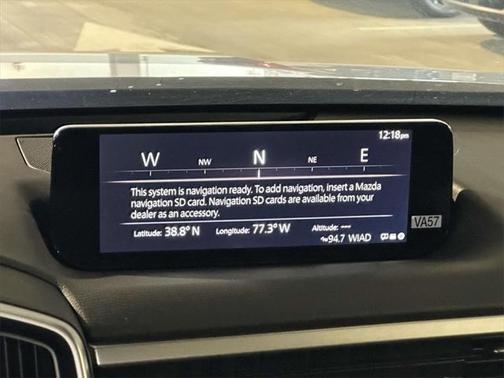 12:18pm
W NW N NE E
This system is navigation ready. To add navigation, insert a Mazda
navigation SD card. Navigation SD cards are available from your
dealer as an accessory.
Latitude: 38.8° N Longitude: 77.3° W Altitude: ---
94.7 WIAD
VA57